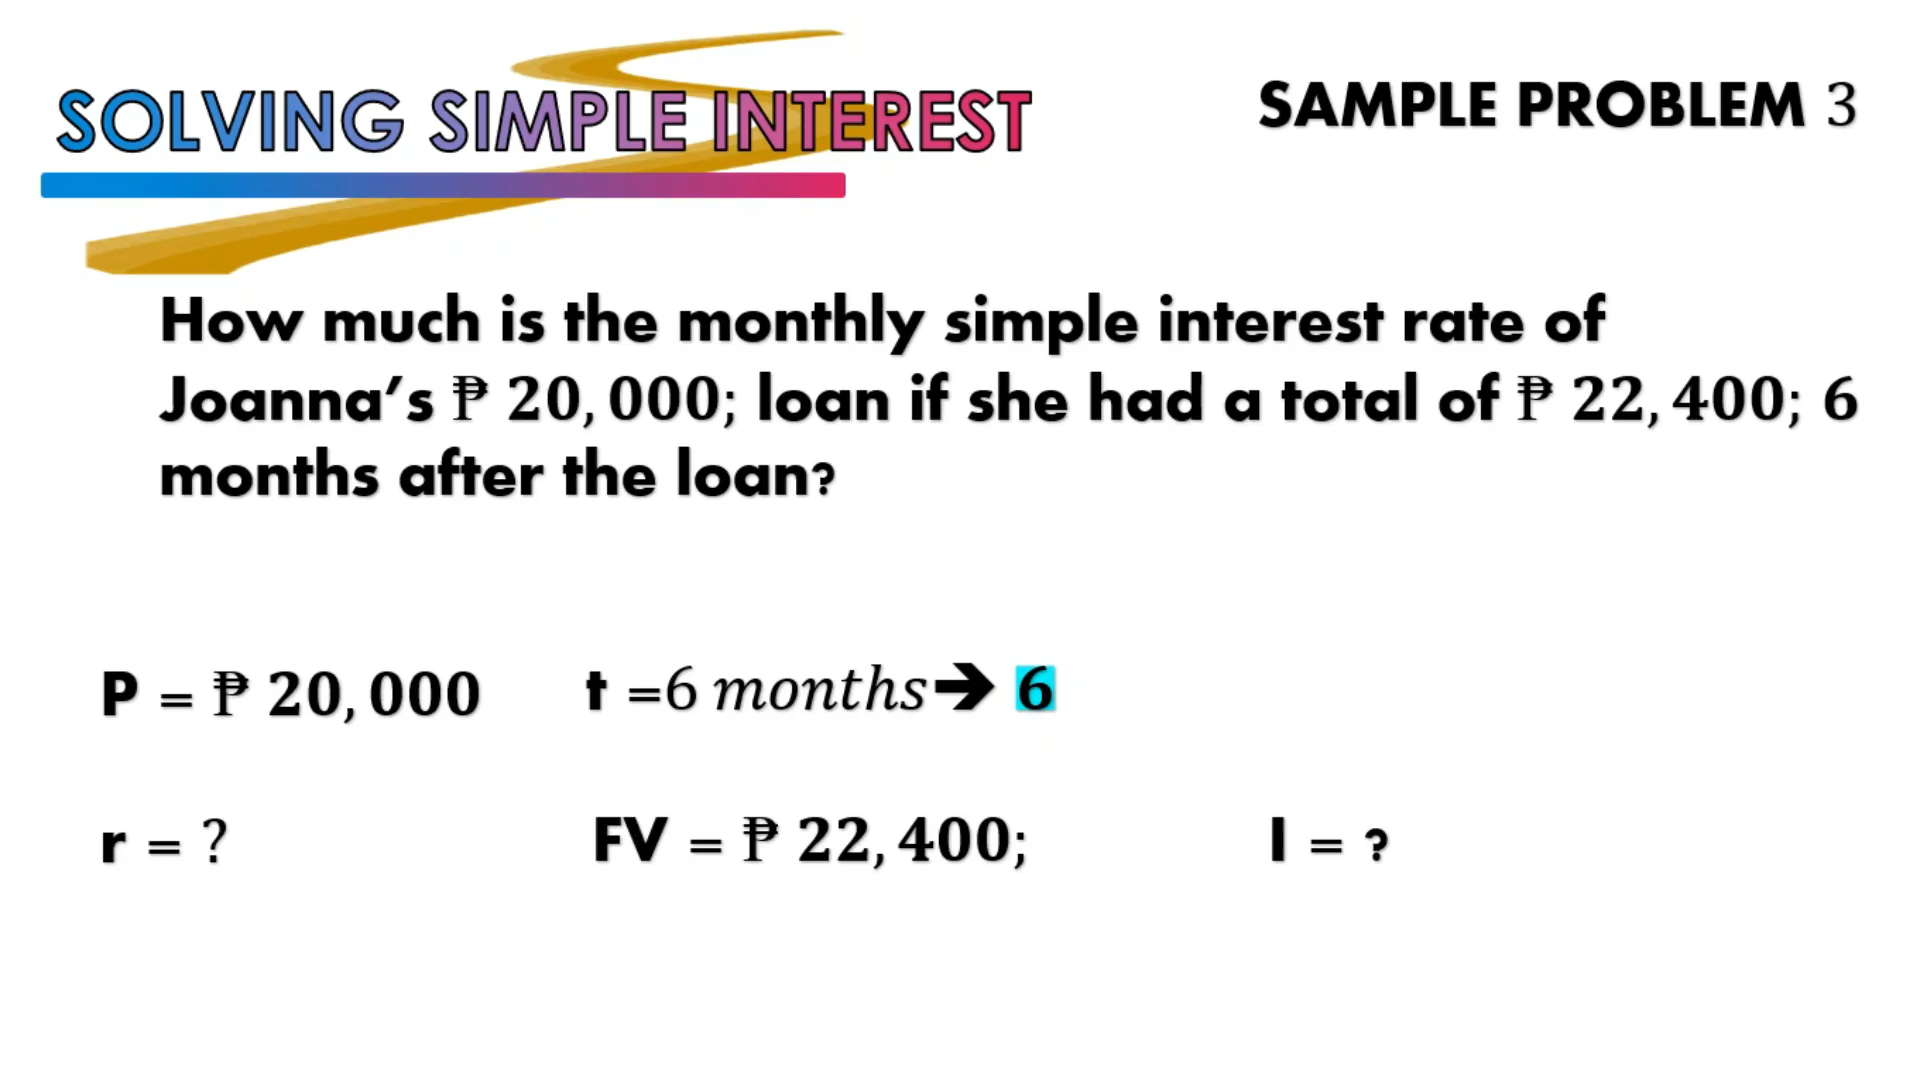 SOLVING SIMPLE INTEREST
SAMPLE PROBLEM 3
How much is the monthly simple interest rate of
Joanna’s ₱ 20,000; loan if she had a total of ₱ 22,400; 6
months after the loan?
P = ₱ 20,000 t =6 months➔ 6
r = ? FV = ₱ 22,400; I = ?